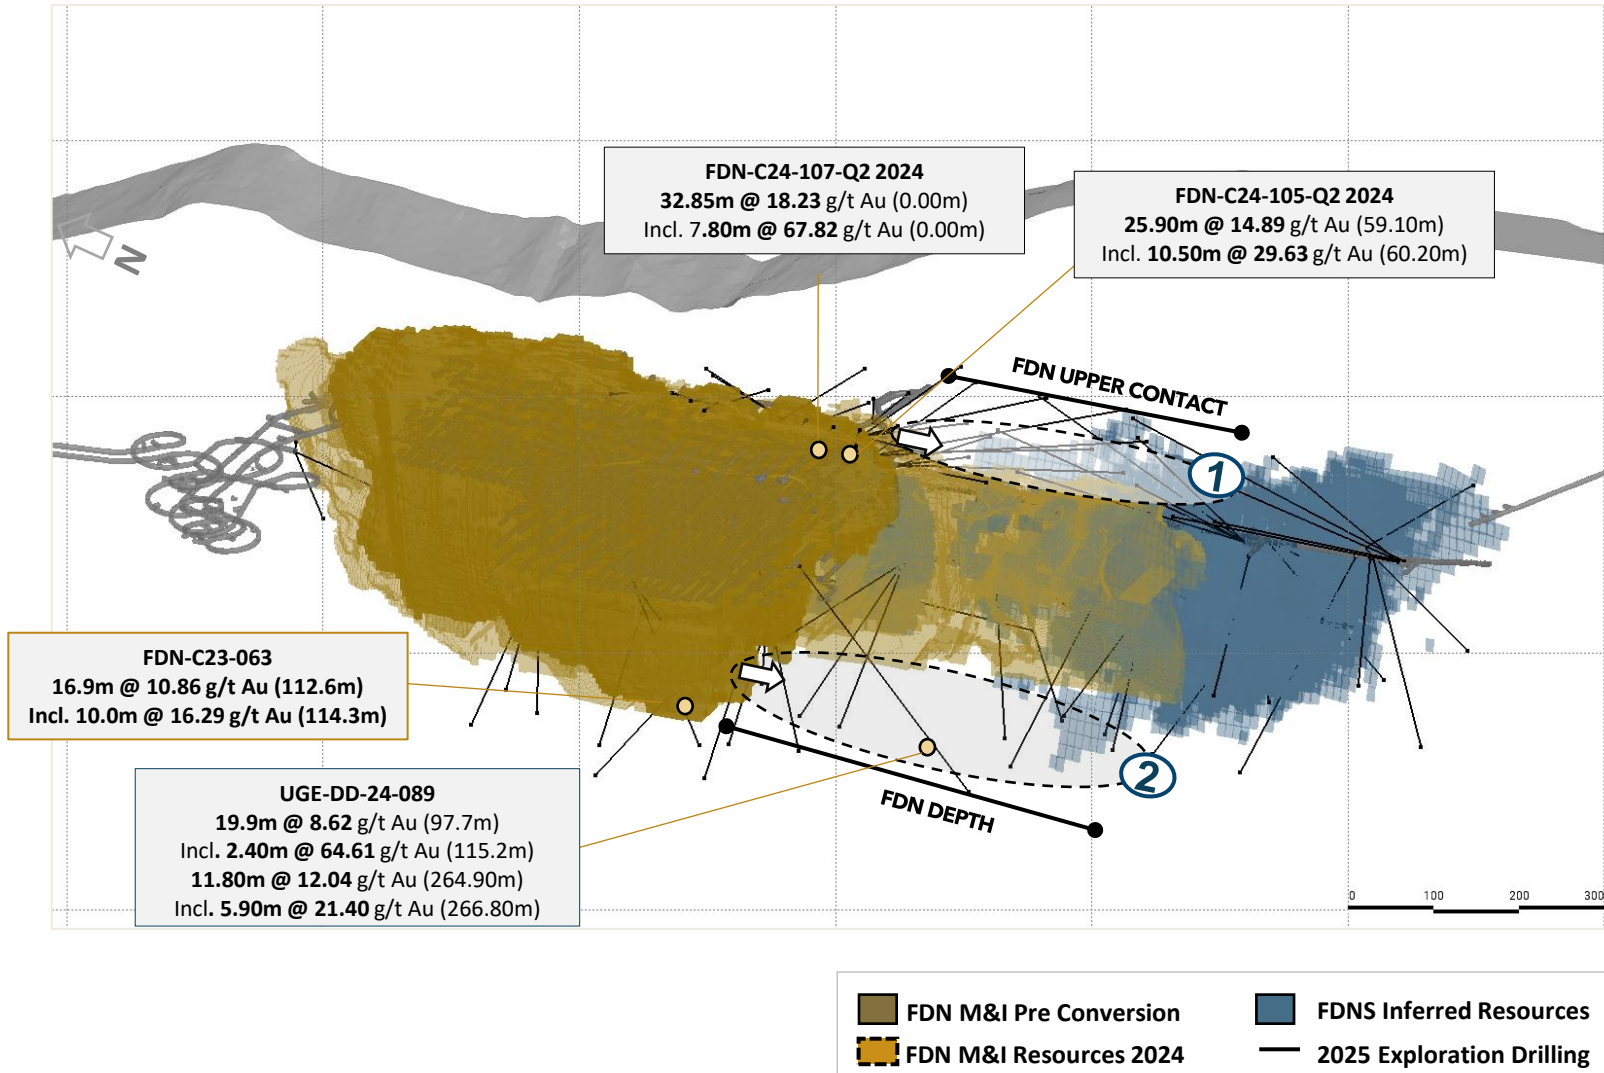 FDN-C24-107-Q2 2024
32.85m @ 18.23 g/t Au (0.00m)
Incl. 7.80m @ 67.82 g/t Au (0.00m)
FDN-C24-105-Q2 2024
25.90m @ 14.89 g/t Au (59.10m)
Incl. 10.50m @ 29.63 g/t Au (60.20m)
N
FDN UPPER CONTACT
1
FDN-C23-063
16.9m @ 10.86 g/t Au (112.6m)
Incl. 10.0m @ 16.29 g/t Au (114.3m)
2
FDN DEPTH
UGE-DD-24-089
19.9m @ 8.62 g/t Au (97.7m)
Incl. 2.40m @ 64.61 g/t Au (115.2m)
11.80m @ 12.04 g/t Au (264.90m)
Incl. 5.90m @ 21.40 g/t Au (266.80m)
0 100 200 300
FDN M&I Pre Conversion
FDNS Inferred Resources
FDN M&I Resources 2024
2025 Exploration Drilling